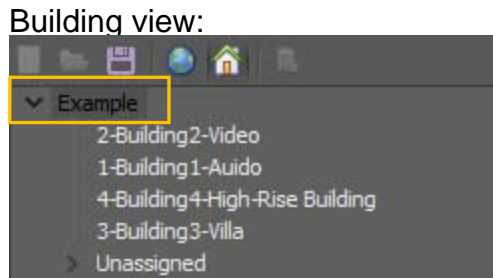 Building view:
Example
2-Building2-Video
1-Building1-Auido
4-Building4-High-Rise Building
3-Building3-Villa
Unassigned